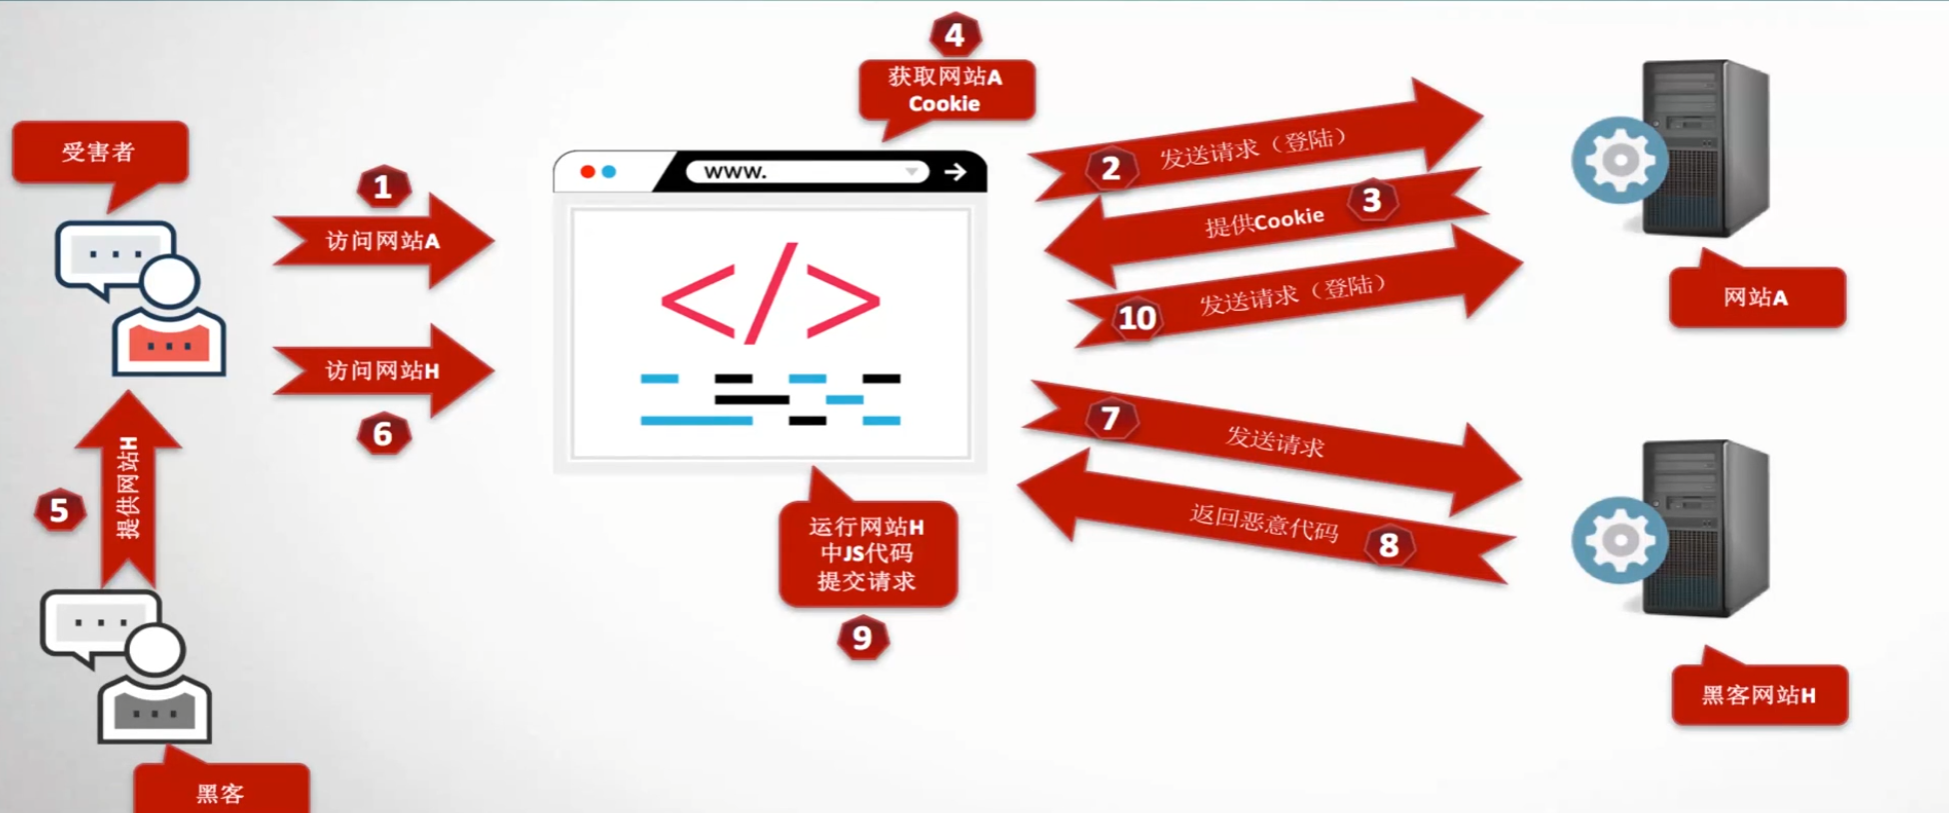 4
获取网站A
Cookie
受害者
1
访问网站A
www.
2
发送请求（登陆）
3
提供Cookie
10
发送请求（登陆）
网站A
访问网站H
6
5
提供网站H
7
发送请求
8
返回恶意代码
运行网站H
中JS代码
提交请求
9
黑客网站H
黑客